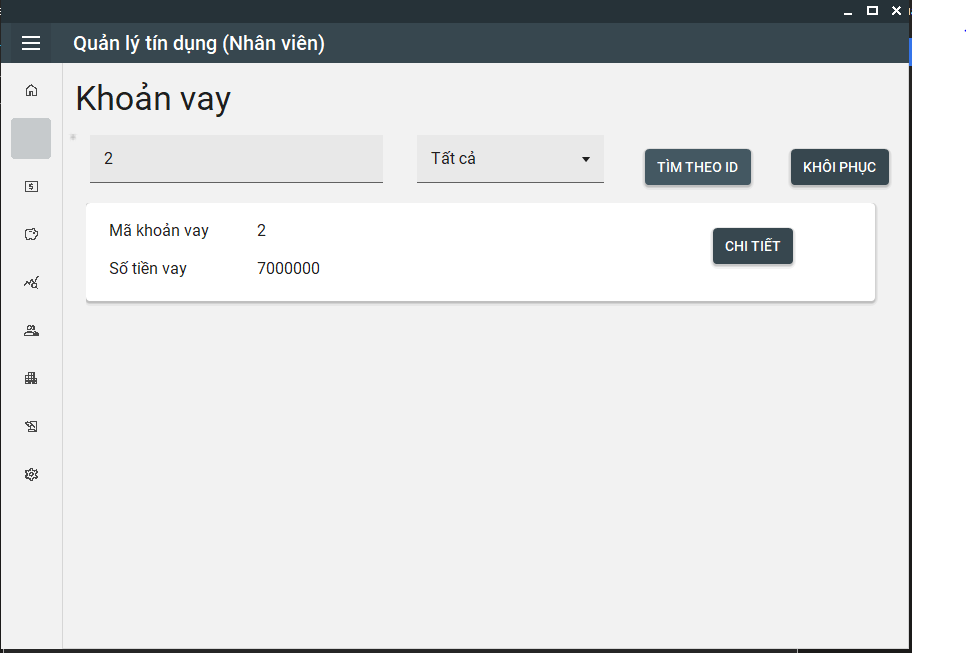 Quản lý tín dụng (Nhân viên)
Khoản vay
2
Tất cả
TÌM THEO ID
KHÔI PHỤC
Mã khoản vay 2
CHI TIẾT
Số tiền vay 7000000